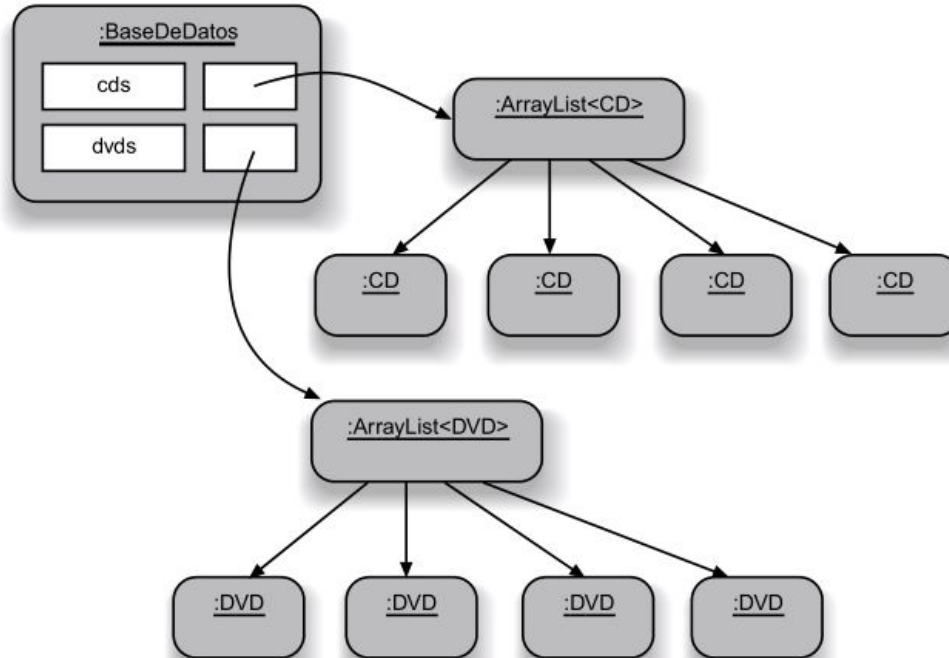 :BaseDeDatos
cds
dvds
:ArrayList<CD>
:CD
:CD
:CD
:CD
:ArrayList<DVD>
:DVD
:DVD
:DVD
:DVD